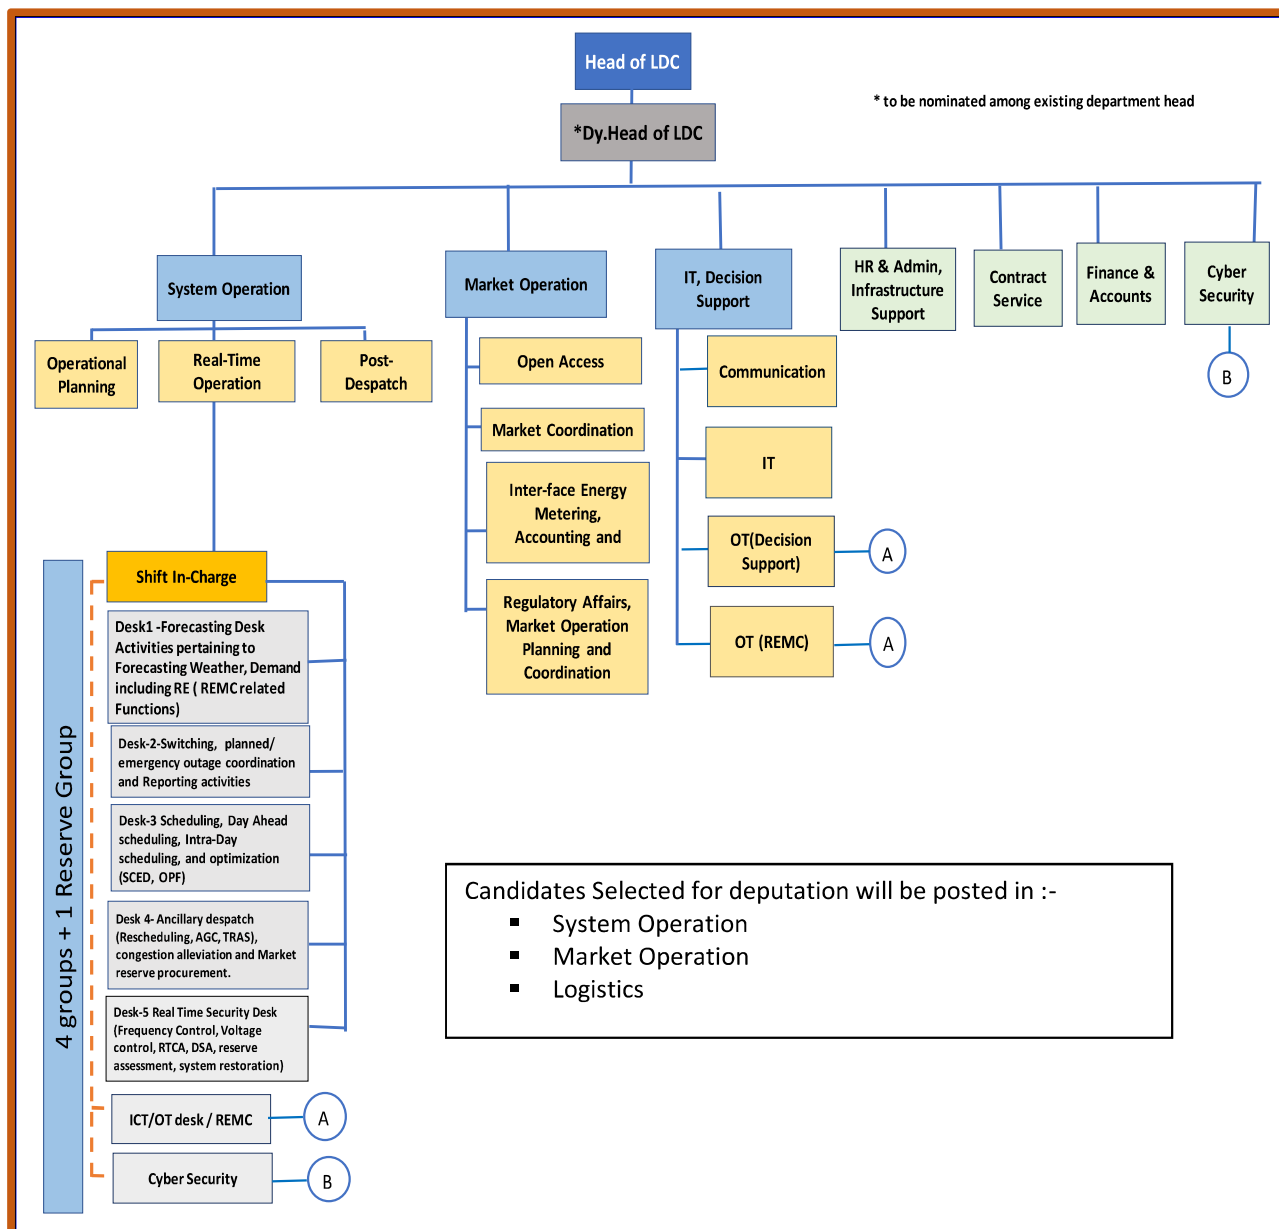 Head of LDC
* to be nominated among existing department head
*Dy.Head of LDC
System Operation
Market Operation
IT, Decision
Support
HR & Admin,
Infrastructure
Support
Contract
Service
Finance &
Accounts
Cyber
Security
B
Operational
Planning
Real-Time
Operation
Post-
Despatch
Open Access
Market Coordination
Inter-face Energy
Metering,
Accounting and
Regulatory Affairs,
Market Operation
Planning and
Coordination
Communication
IT
OT(Decision
Support)
A
OT (REMC)
A
4 groups + 1 Reserve Group
Shift In-Charge
Desk1 -Forecasting Desk
Activities pertaining to
Forecasting Weather, Demand
including RE ( REMC related
Functions)
Desk-2-Switching, planned/
emergency outage coordination
and Reporting activities
Desk-3 Scheduling, Day Ahead
scheduling, Intra-Day
scheduling, and optimization
(SCED, OPF)
Desk 4- Ancillary despatch
(Rescheduling, AGC, TRAS),
congestion alleviation and Market
reserve procurement.
Desk-5 Real Time Security Desk
(Frequency Control, Voltage
control, RTCA, DSA, reserve
assessment, system restoration)
ICT/OT desk / REMC
A
Cyber Security
B
Candidates Selected for deputation will be posted in :-
▪ System Operation
▪ Market Operation
▪ Logistics